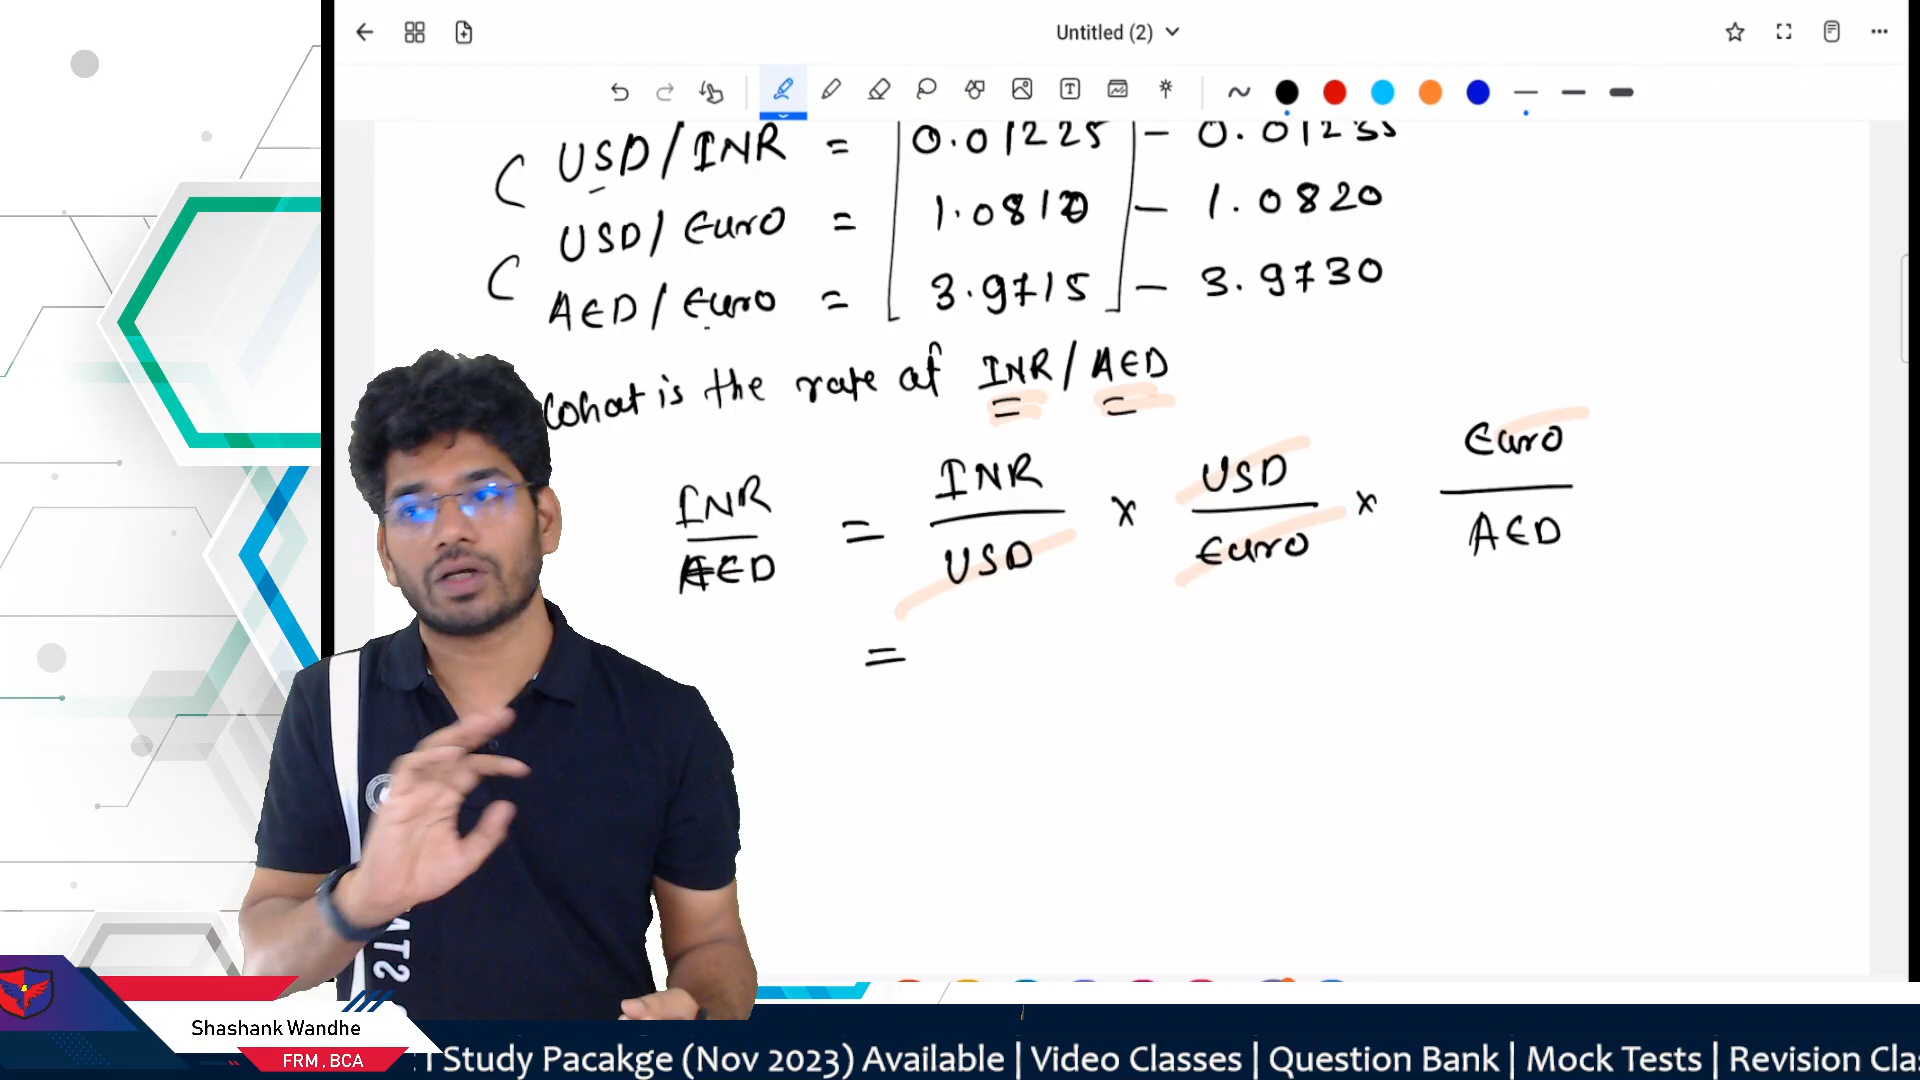 Untitled (2)
USD/INR = 0.01225 - 0.01235
USD/Euro = 1.0810 - 1.0820
AED/Euro = 3.9715 - 3.9730
What is the rate of INR/AED
INR/AED = INR/USD x USD/Euro x Euro/AED
=
Shashank Wandhe
FRM, BCA
Study Pacakge (Nov 2023) Available | Video Classes | Question Bank | Mock Tests | Revision Cla